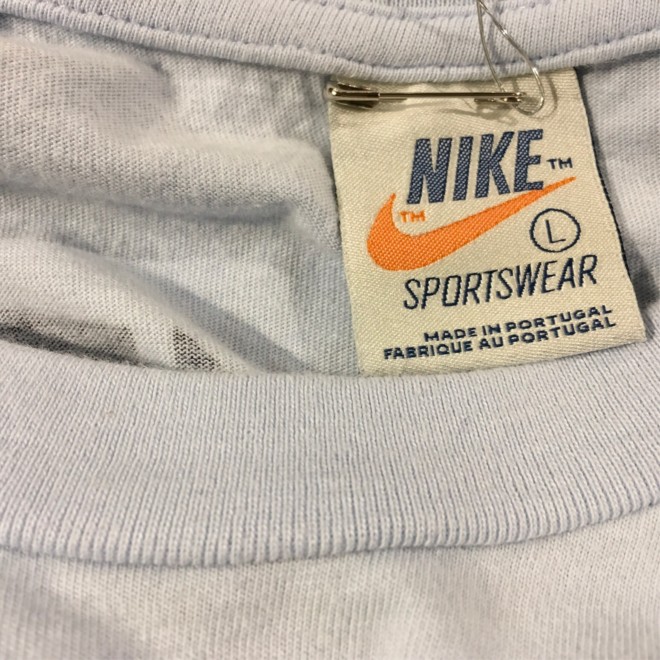 NIKE™
™
L
SPORTSWEAR
MADE IN PORTUGAL
FABRIQUE AU PORTUGAL